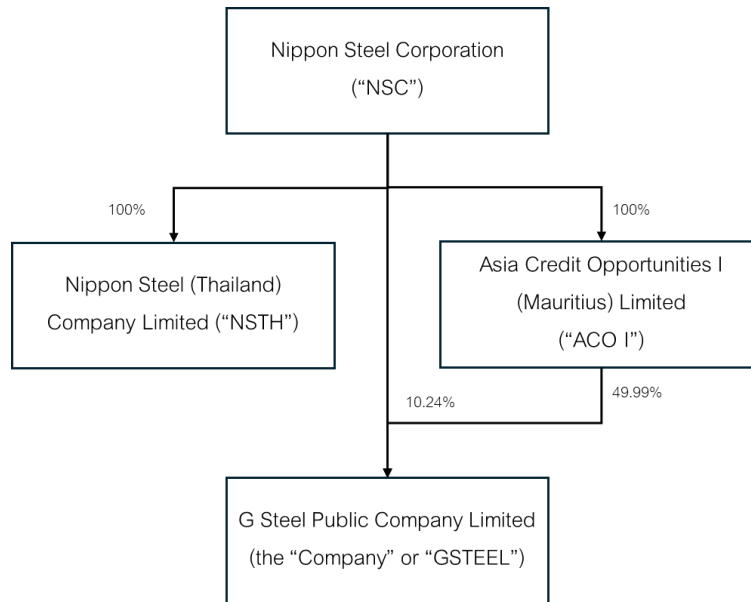 Nippon Steel Corporation
(“NSC”)
100%
100%
Nippon Steel (Thailand)
Company Limited (“NSTH”)
Asia Credit Opportunities I
(Mauritius) Limited
(“ACO I”)
10.24%
49.99%
G Steel Public Company Limited
(the “Company” or “GSTEEL”)